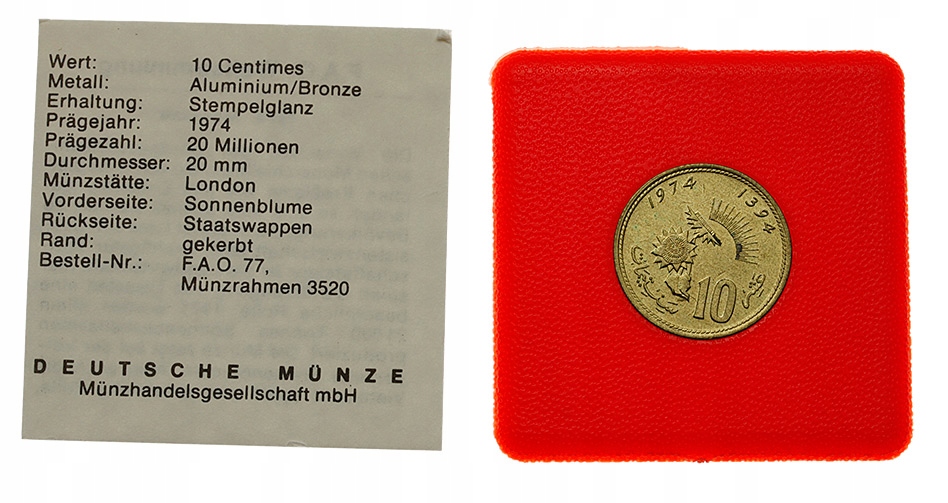 Wert: 10 Centimes
Metall: Aluminium/Bronze
Erhaltung: Stempelglanz
Prägejahr: 1974
Prägezahl: 20 Millionen
Durchmesser: 20 mm
Münzstätte: London
Vorderseite: Sonnenblume
Rückseite: Staatswappen
Rand: gekerbt
Bestell-Nr.: F.A.O. 77,
Münzrahmen 3520
DEUTSCHE MÜNZE
Münzhandelsgesellschaft mbH
1974 1394
10